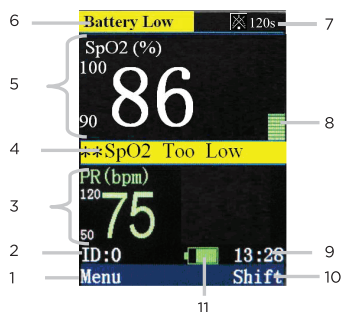 6 Battery Low 120s 7
SpO2 (%)
100
5 86
90 8
4 **SpO2 Too Low
PR(bpm)
120
3 75
50
2 ID:0 13:28 9
1 Menu Shift 10
11